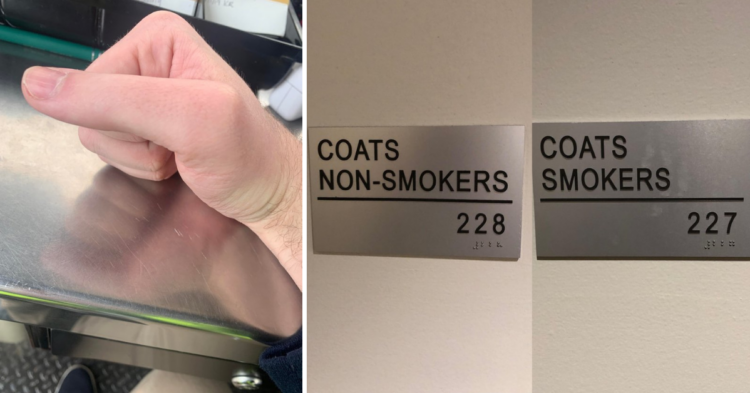 COATS
NON-SMOKERS
228
COATS
SMOKERS
227